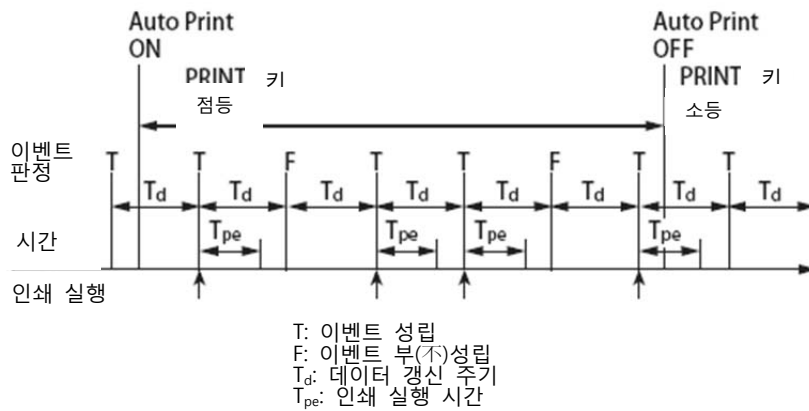 Auto Print
ON
Auto Print
OFF
PRINT 키
점등
PRINT 키
소등
이벤트
판정
T T F T T F T T
Td Td Td Td Td Td Td Td
시간
Tpe Tpe Tpe Tpe
인쇄 실행
T: 이벤트 성립
F: 이벤트 부(不)성립
Td: 데이터 갱신 주기
Tpe: 인쇄 실행 시간